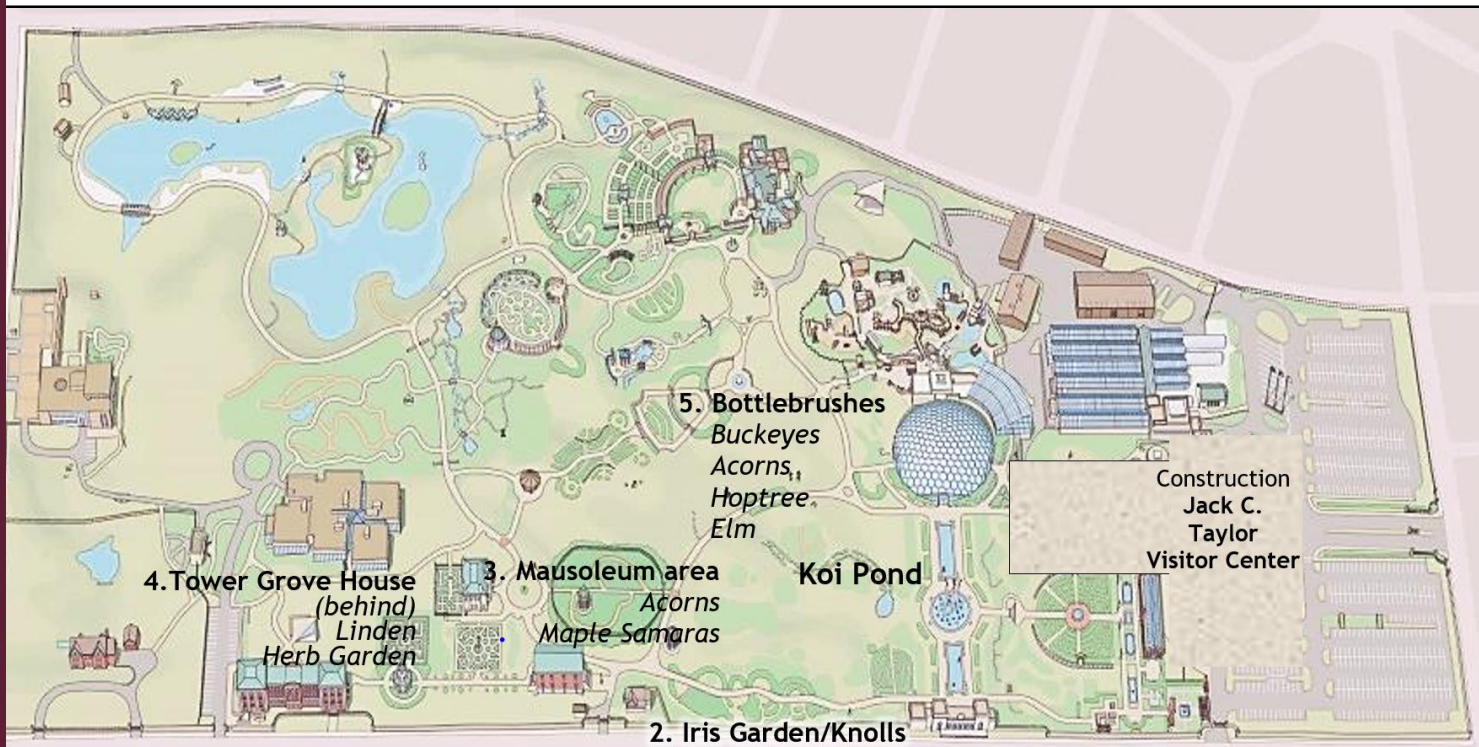 5. Bottlebrushes
Buckeyes
Acorns
Hoptree
Elm
Construction
Jack C.
Taylor
Visitor Center
4.Tower Grove House
(behind)
Linden
Herb Garden
3. Mausoleum area
Acorns
Maple Samaras
Koi Pond
2. Iris Garden/Knolls